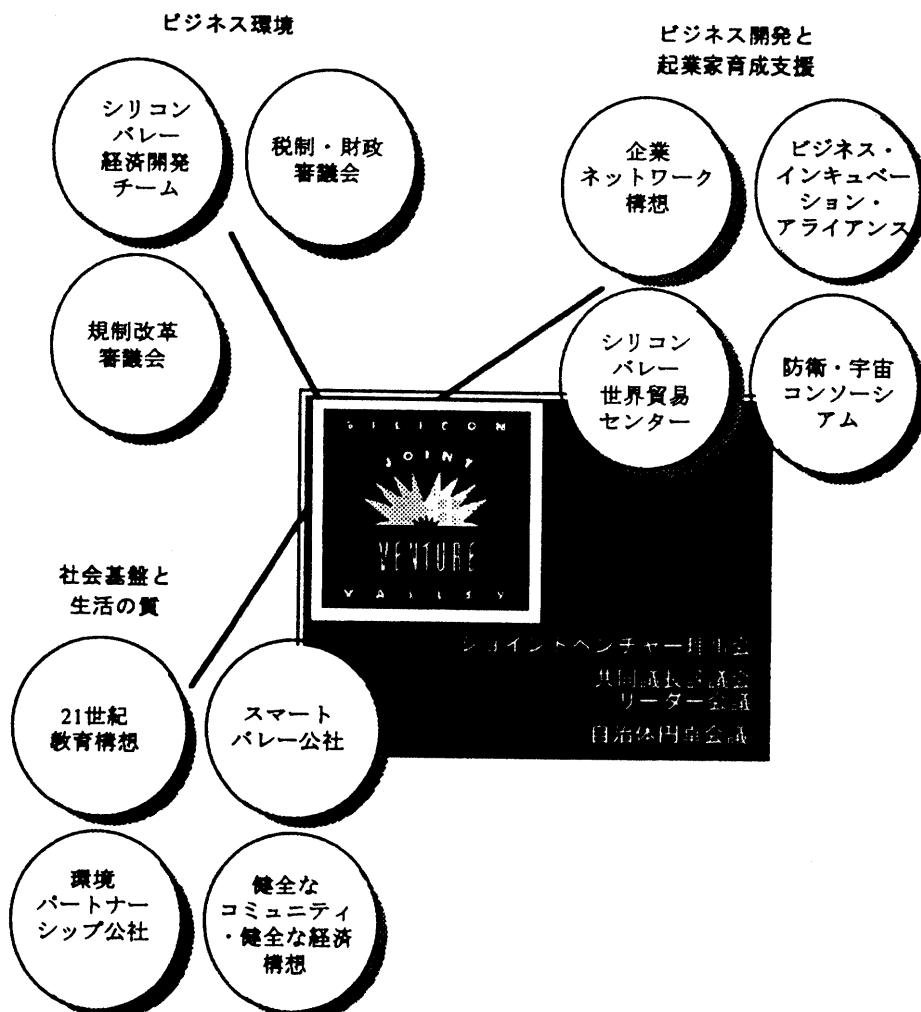 ビジネス環境
シリコン
バレー
経済開発
チーム
税制・財政
審議会
規制改革
審議会
ビジネス開発と
起業家育成支援
企業
ネットワーク
構想
ビジネス・
インキュベー
ション・
アライアンス
シリコン
バレー
世界貿易
センター
防衛・宇宙
コンソーシ
アム
SILICON
JOINT
VENTURE
VALLEY
ジョイントベンチャー理事会
共同議長評議会
リーダー会議
自治体円卓会議
社会基盤と
生活の質
21世紀
教育構想
スマート
バレー公社
環境
パートナー
シップ公社
健全な
コミュニティ
・健全な経済
構想